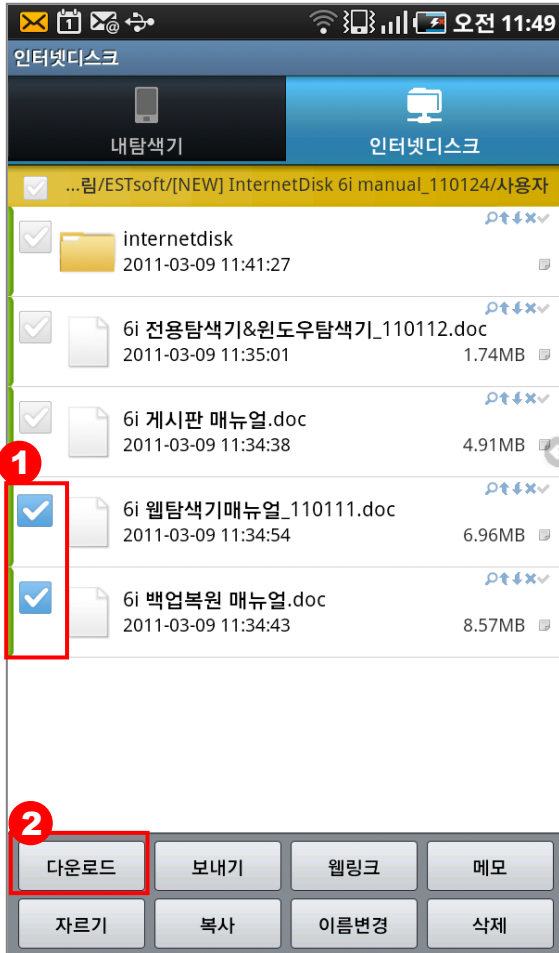 오전 11:49
인터넷디스크
내탐색기
인터넷디스크
...림/ESTsoft/[NEW] InternetDisk 6i manual_110124/사용자
internetdisk
2011-03-09 11:41:27
6i 전용탐색기&윈도우탐색기_110112.doc
2011-03-09 11:35:01 1.74MB
6i 게시판 매뉴얼.doc
2011-03-09 11:34:38 4.91MB
1
6i 웹탐색기매뉴얼_110111.doc
2011-03-09 11:34:54 6.96MB
6i 백업복원 매뉴얼.doc
2011-03-09 11:34:43 8.57MB
2
다운로드 보내기 웹링크 메모
자르기 복사 이름변경 삭제